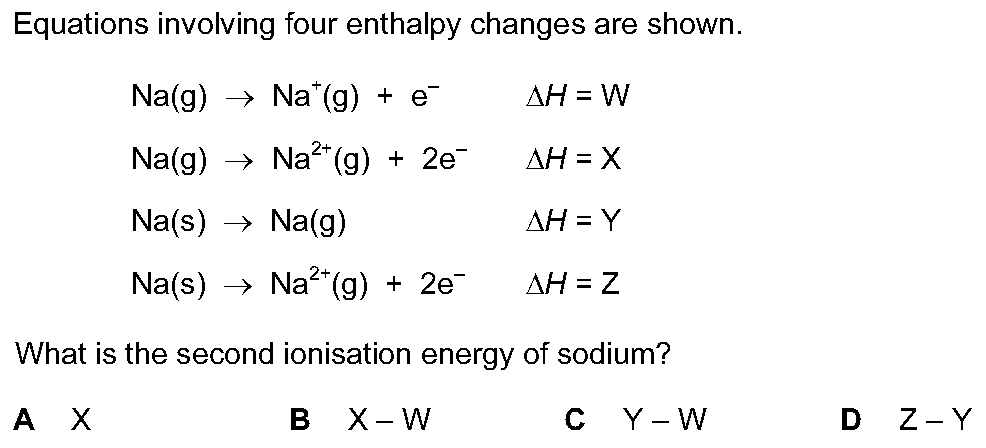 Equations involving four enthalpy changes are shown.
Na(g) → Na⁺(g) + e⁻ ΔH = W
Na(g) → Na²⁺(g) + 2e⁻ ΔH = X
Na(s) → Na(g) ΔH = Y
Na(s) → Na²⁺(g) + 2e⁻ ΔH = Z
What is the second ionisation energy of sodium?
A X B X – W C Y – W D Z – Y